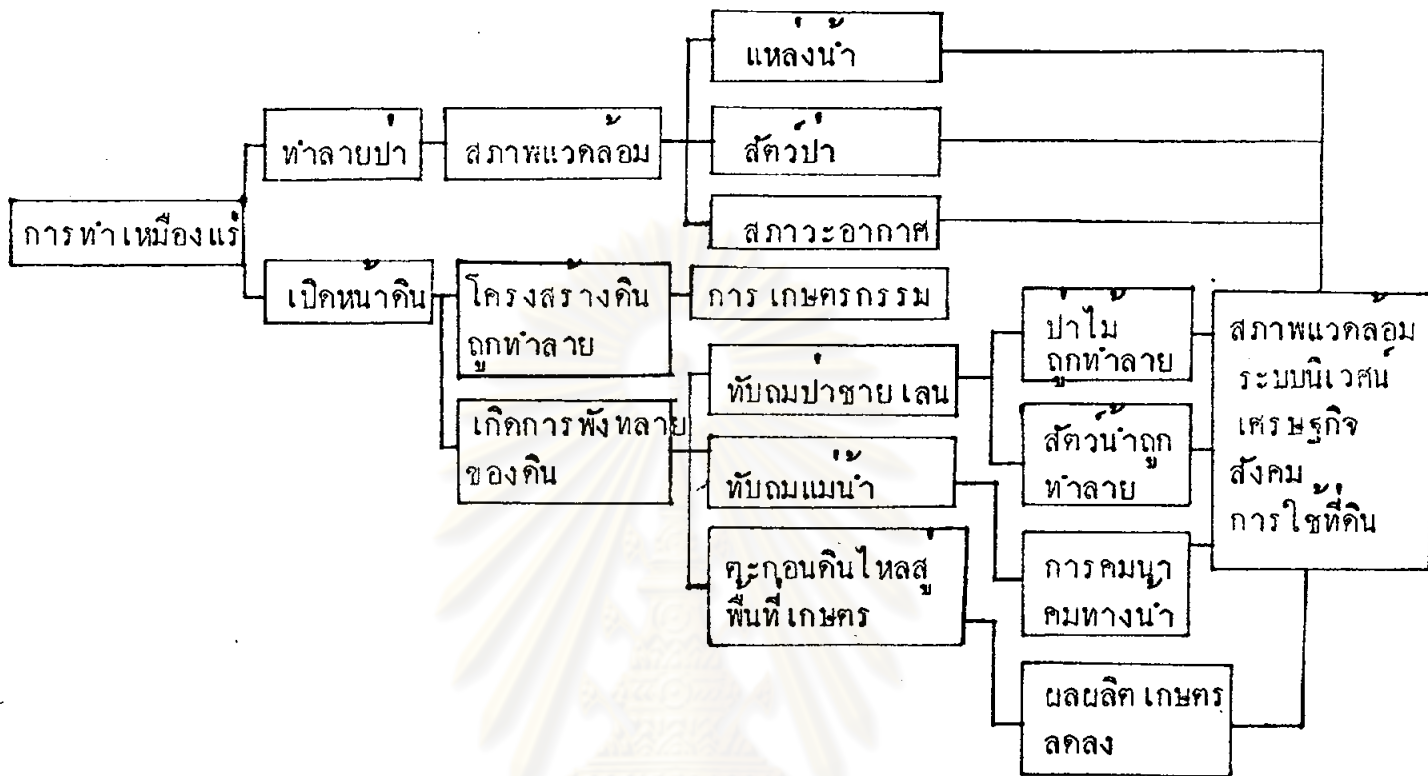 แหล่งน้ำ
ทำลายป่า
สภาพแวดล้อม
สัตว์ป่า
การทำเหมืองแร่
สภาวะอากาศ
เปิดหน้าดิน
โครงสร้างดิน
ถูกทำลาย
การเกษตรกรรม
เกิดการพังทลาย
ของดิน
ทับถมป่าชายเลน
ทับถมแม่น้ำ
ตะกอนดินไหลสู่
พื้นที่เกษตร
ป่าไม้
ถูกทำลาย
สัตว์น้ำถูก
ทำลาย
การคมนา
คมทางน้ำ
ผลผลิตเกษตร
ลดลง
สภาพแวดล้อม
ระบบนิเวศน์
เศรษฐกิจ
สังคม
การใช้ที่ดิน